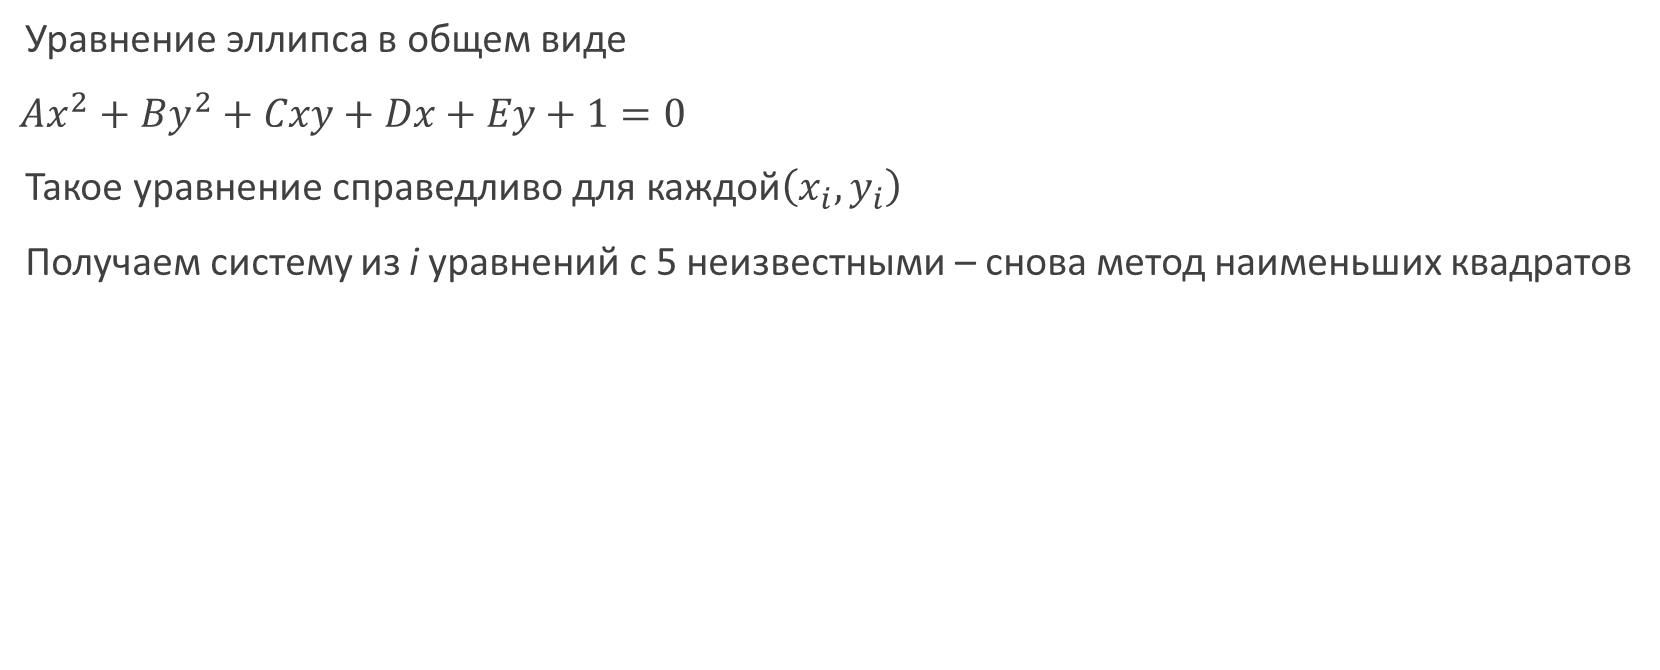 Уравнение эллипса в общем виде
𝐴𝑥² + 𝐵𝑦² + 𝐶𝑥𝑦 + 𝐷𝑥 + 𝐸𝑦 + 1 = 0
Такое уравнение справедливо для каждой(𝑥ᵢ, 𝑦ᵢ)
Получаем систему из i уравнений с 5 неизвестными – снова метод наименьших квадратов